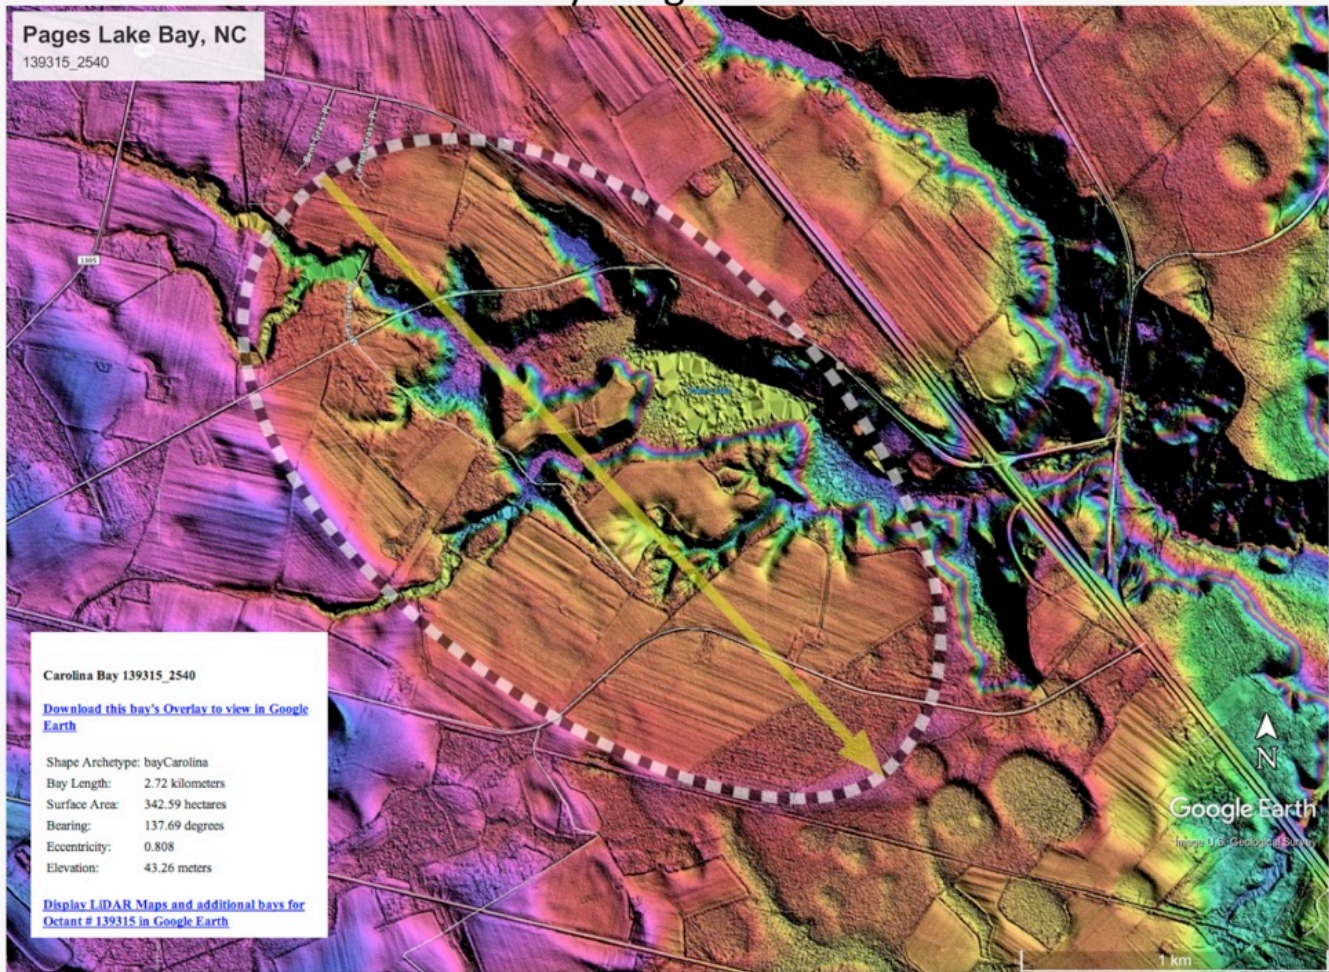 Pages Lake Bay, NC
139315_2540
1305
Carolina Bay 139315_2540
Download this bay's Overlay to view in Google
Earth
Shape Archetype: bayCarolina
Bay Length: 2.72 kilometers
Surface Area: 342.59 hectares
Bearing: 137.69 degrees
Eccentricity: 0.808
Elevation: 43.26 meters
Display LiDAR Maps and additional bays for
Octant # 139315 in Google Earth
N
Google Earth
Image U.S. Geological Survey
1 km